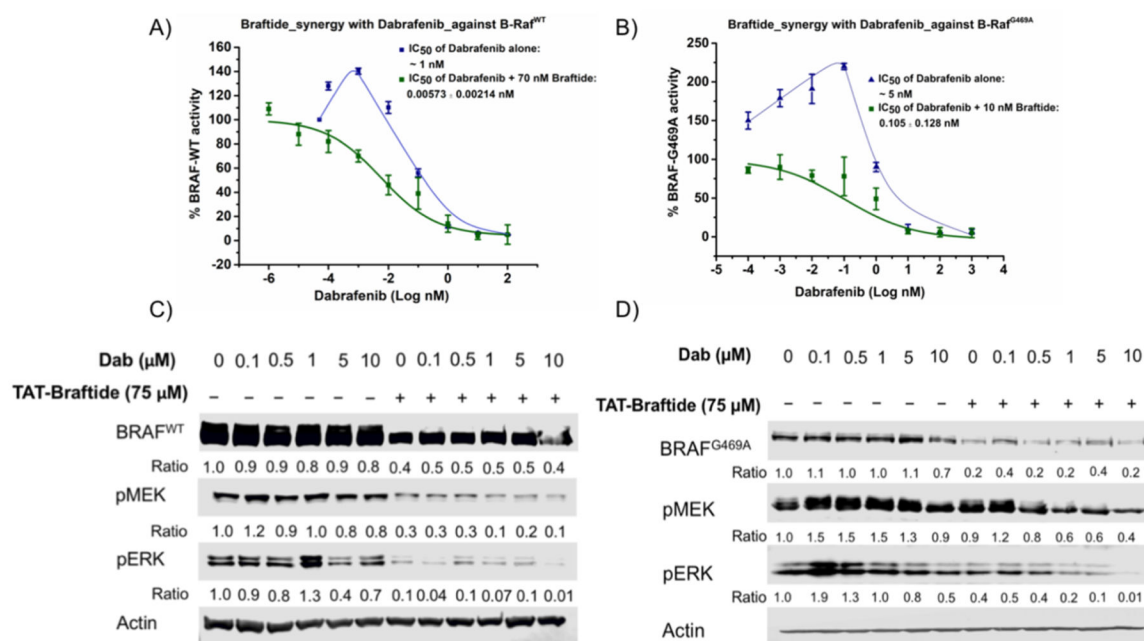 A)
Braftide_synergy with Dabrafenib_against B-Raf^WT
IC50 of Dabrafenib alone:
~ 1 nM
IC50 of Dabrafenib + 70 nM Braftide:
0.00573 ± 0.00214 nM
% BRAF-WT activity
160
140
120
100
80
60
40
20
0
-20
-6 -4 -2 0 2
Dabrafenib (Log nM)
B)
Braftide_synergy with Dabrafenib_against B-Raf^G469A
IC50 of Dabrafenib alone:
~ 5 nM
IC50 of Dabrafenib + 10 nM Braftide:
0.105 ± 0.128 nM
% BRAF-G469A activity
250
200
150
100
50
0
-5 -4 -3 -2 -1 0 1 2 3 4
Dabrafenib (Log nM)
C)
Dab (µM) 0 0.1 0.5 1 5 10 0 0.1 0.5 1 5 10
TAT-Braftide (75 µM) – – – – – – + + + + + +
BRAF^WT
Ratio 1.0 0.9 0.9 0.8 0.9 0.8 0.4 0.5 0.5 0.5 0.5 0.4
pMEK
Ratio 1.0 1.2 0.9 1.0 0.8 0.8 0.3 0.3 0.3 0.1 0.2 0.1
pERK
Ratio 1.0 0.9 0.8 1.3 0.4 0.7 0.1 0.04 0.1 0.07 0.1 0.01
Actin
D)
Dab (µM) 0 0.1 0.5 1 5 10 0 0.1 0.5 1 5 10
TAT-Braftide (75 µM) – – – – – – + + + + + +
BRAF^G469A
Ratio 1.0 1.1 1.0 1.0 1.1 0.7 0.2 0.4 0.2 0.2 0.4 0.2
pMEK
Ratio 1.0 1.5 1.5 1.5 1.3 0.9 0.9 1.2 0.8 0.6 0.6 0.4
pERK
Ratio 1.0 1.9 1.3 1.0 0.8 0.5 0.4 0.5 0.4 0.2 0.1 0.01
Actin